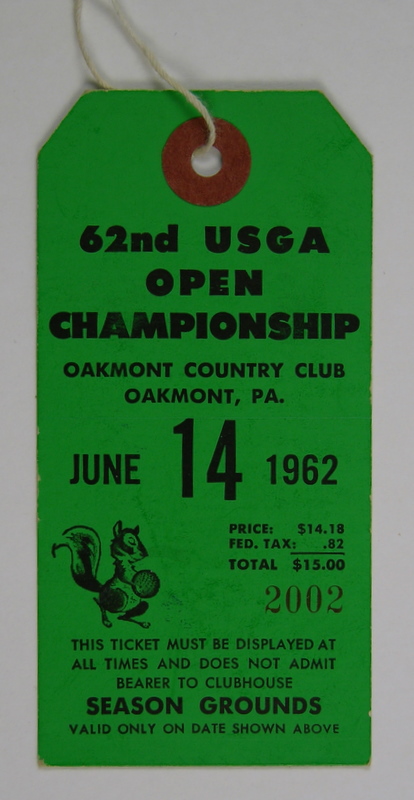 62nd USGA
OPEN
CHAMPIONSHIP
OAKMONT COUNTRY CLUB
OAKMONT, PA.
JUNE 14 1962
PRICE: $14.18
FED. TAX: .82
TOTAL $15.00
2002
THIS TICKET MUST BE DISPLAYED AT
ALL TIMES AND DOES NOT ADMIT
BEARER TO CLUBHOUSE
SEASON GROUNDS
VALID ONLY ON DATE SHOWN ABOVE